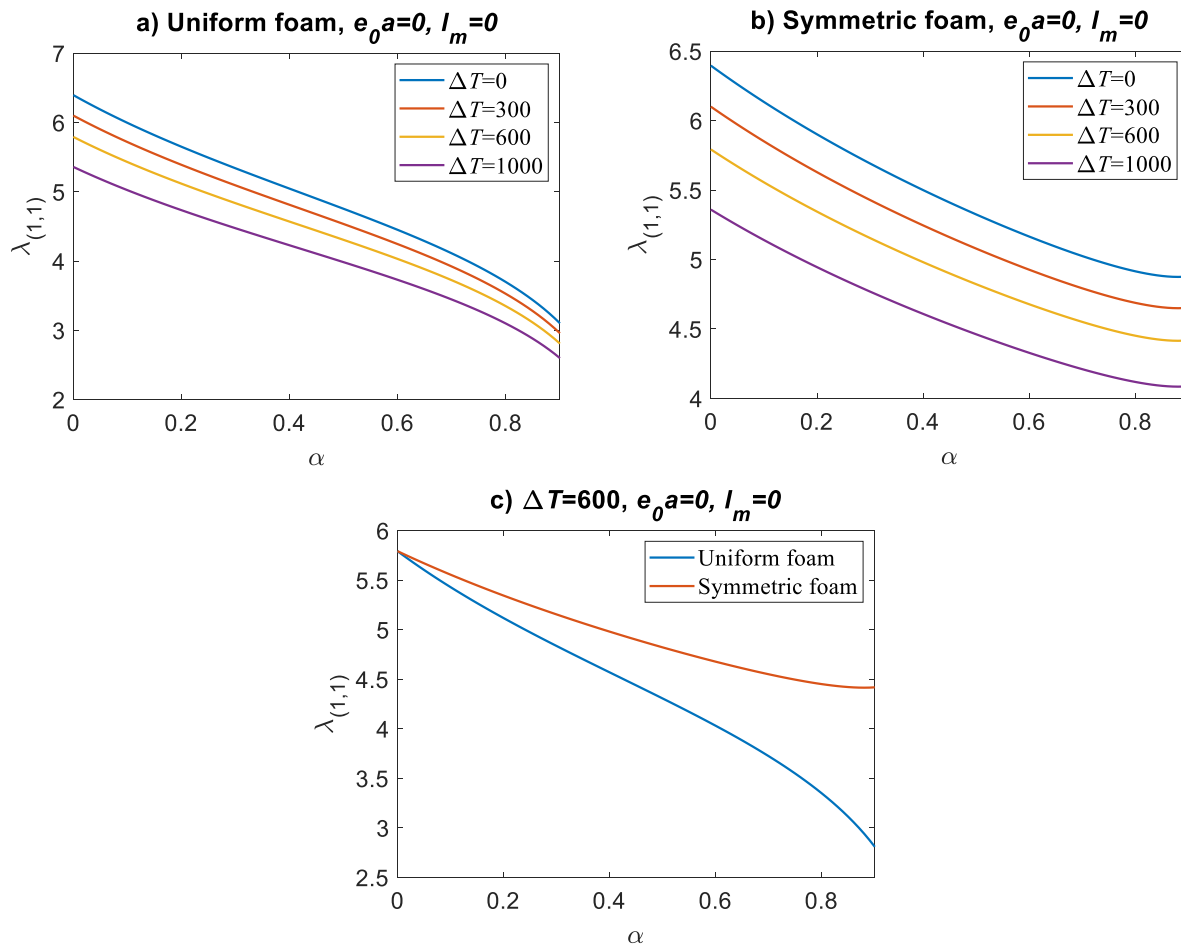 a) Uniform foam, e0a=0, lm=0
7
6
5
4
3
2
λ(1,1)
0
0.2
0.4
0.6
0.8
α
ΔT=0
ΔT=300
ΔT=600
ΔT=1000
b) Symmetric foam, e0a=0, lm=0
6.5
6
5.5
5
4.5
4
λ(1,1)
0
0.2
0.4
0.6
0.8
α
ΔT=0
ΔT=300
ΔT=600
ΔT=1000
c) ΔT=600, e0a=0, lm=0
6
5.5
5
4.5
4
3.5
3
2.5
λ(1,1)
0
0.2
0.4
0.6
0.8
α
Uniform foam
Symmetric foam